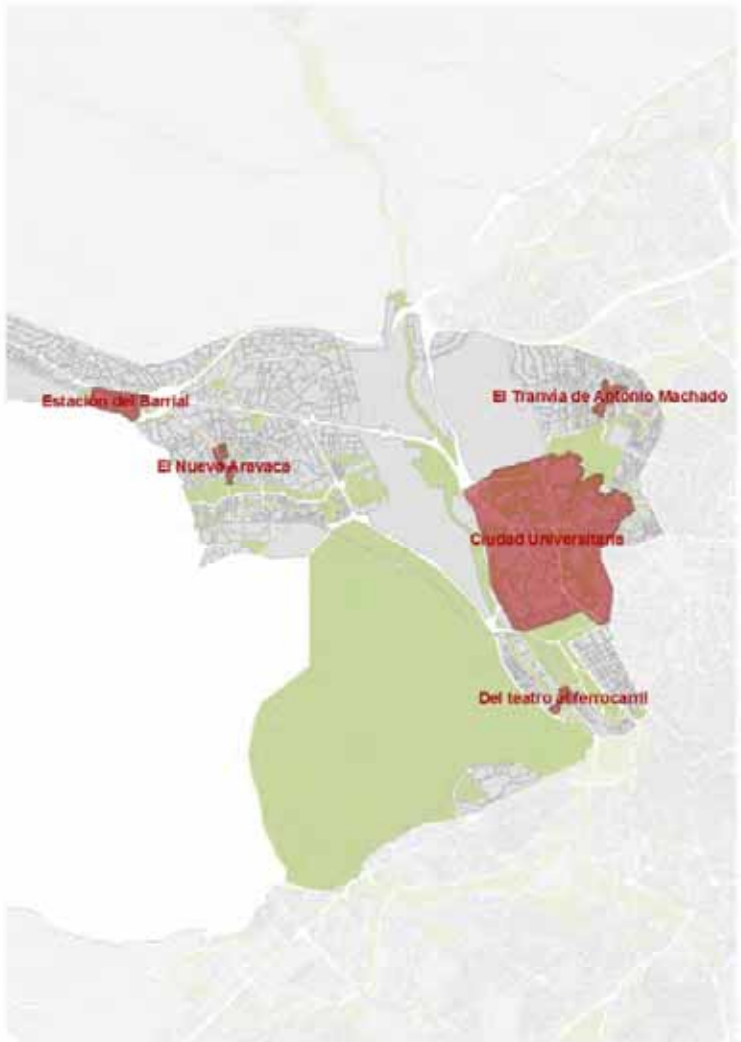 El Tranvía de Antonio Machado
Estación del Barrial
El Nuevo Aravaca
Ciudad Universitaria
Del teatro al ferrocarril